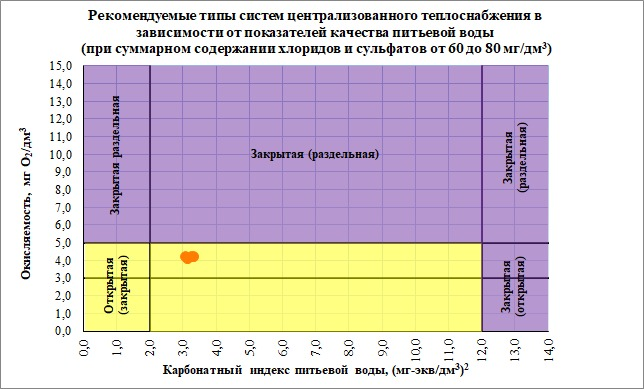 Рекомендуемые типы систем централизованного теплоснабжения в
зависимости от показателей качества питьевой воды
(при суммарном содержании хлоридов и сульфатов от 60 до 80 мг/дм³)
Окисляемость, мг О₂/дм³
15,0
14,0
13,0
12,0
11,0
10,0
9,0
8,0
7,0
6,0
5,0
4,0
3,0
2,0
1,0
0,0
Закрытая раздельная
Закрытая (раздельная)
Закрытая
(раздельная)
Открытая
(закрытая)
Закрытая
(открытая)
0,0 1,0 2,0 3,0 4,0 5,0 6,0 7,0 8,0 9,0 10,0 11,0 12,0 13,0 14,0
Карбонатный индекс питьевой воды, (мг-экв/дм³)²